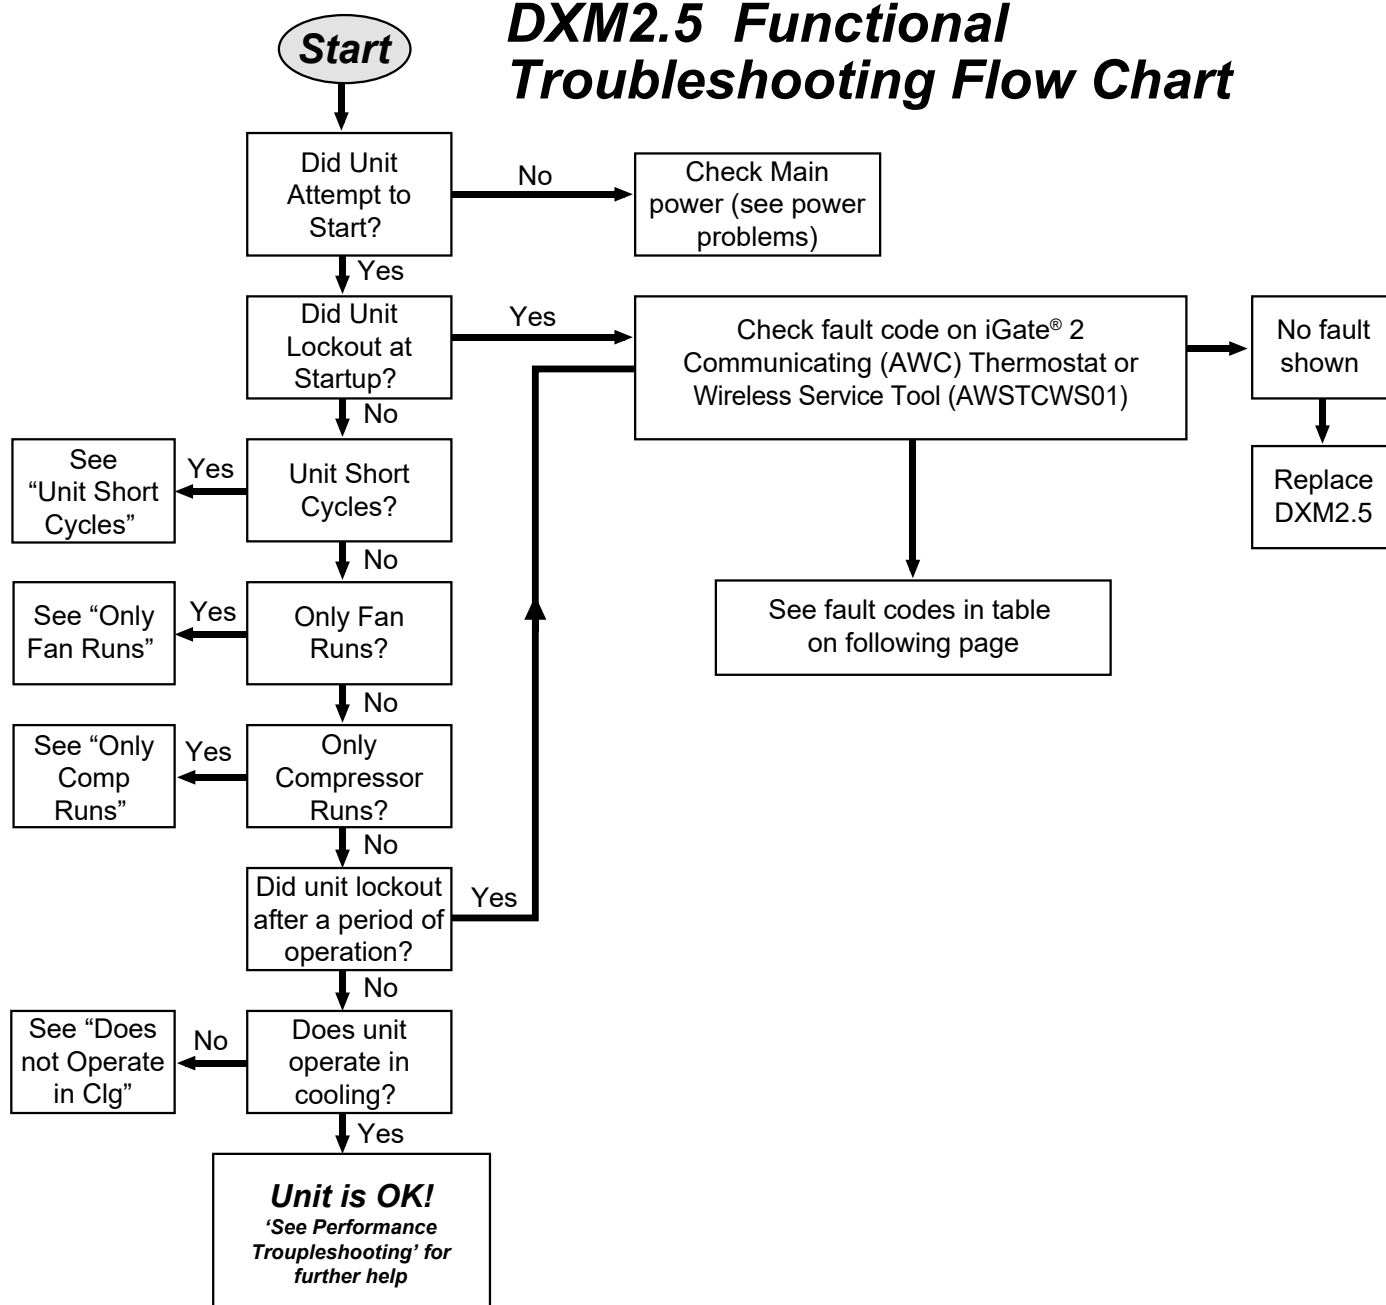 DXM2.5 Functional
Troubleshooting Flow Chart
Start
Did Unit
Attempt to
Start?
No
Check Main
power (see power
problems)
Yes
Did Unit
Lockout at
Startup?
Yes
Check fault code on iGate® 2
Communicating (AWC) Thermostat or
Wireless Service Tool (AWSTCWS01)
No fault
shown
Replace
DXM2.5
See fault codes in table
on following page
No
Unit Short
Cycles?
Yes
See
“Unit Short
Cycles”
No
Only Fan
Runs?
Yes
See “Only
Fan Runs”
No
Only
Compressor
Runs?
Yes
See “Only
Comp
Runs”
No
Did unit lockout
after a period of
operation?
Yes
No
Does unit
operate in
cooling?
No
See “Does
not Operate
in Clg”
Yes
Unit is OK!
‘See Performance
Troupleshooting’ for
further help